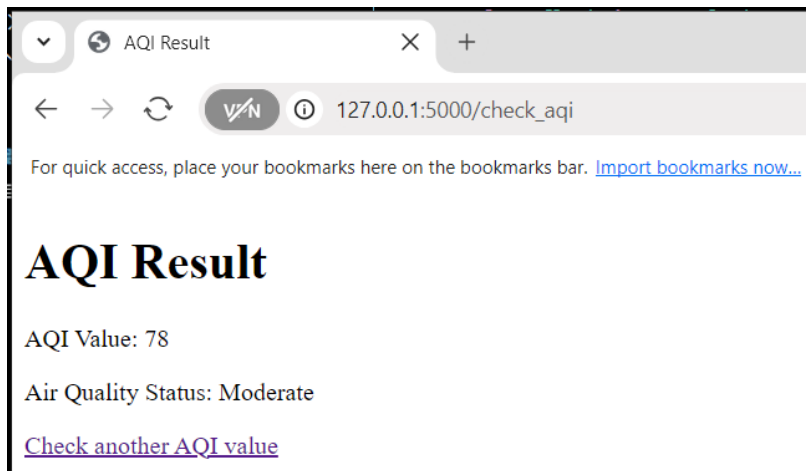 AQI Result
VPN
127.0.0.1:5000/check_aqi
For quick access, place your bookmarks here on the bookmarks bar. Import bookmarks now...
AQI Result
AQI Value: 78
Air Quality Status: Moderate
Check another AQI value